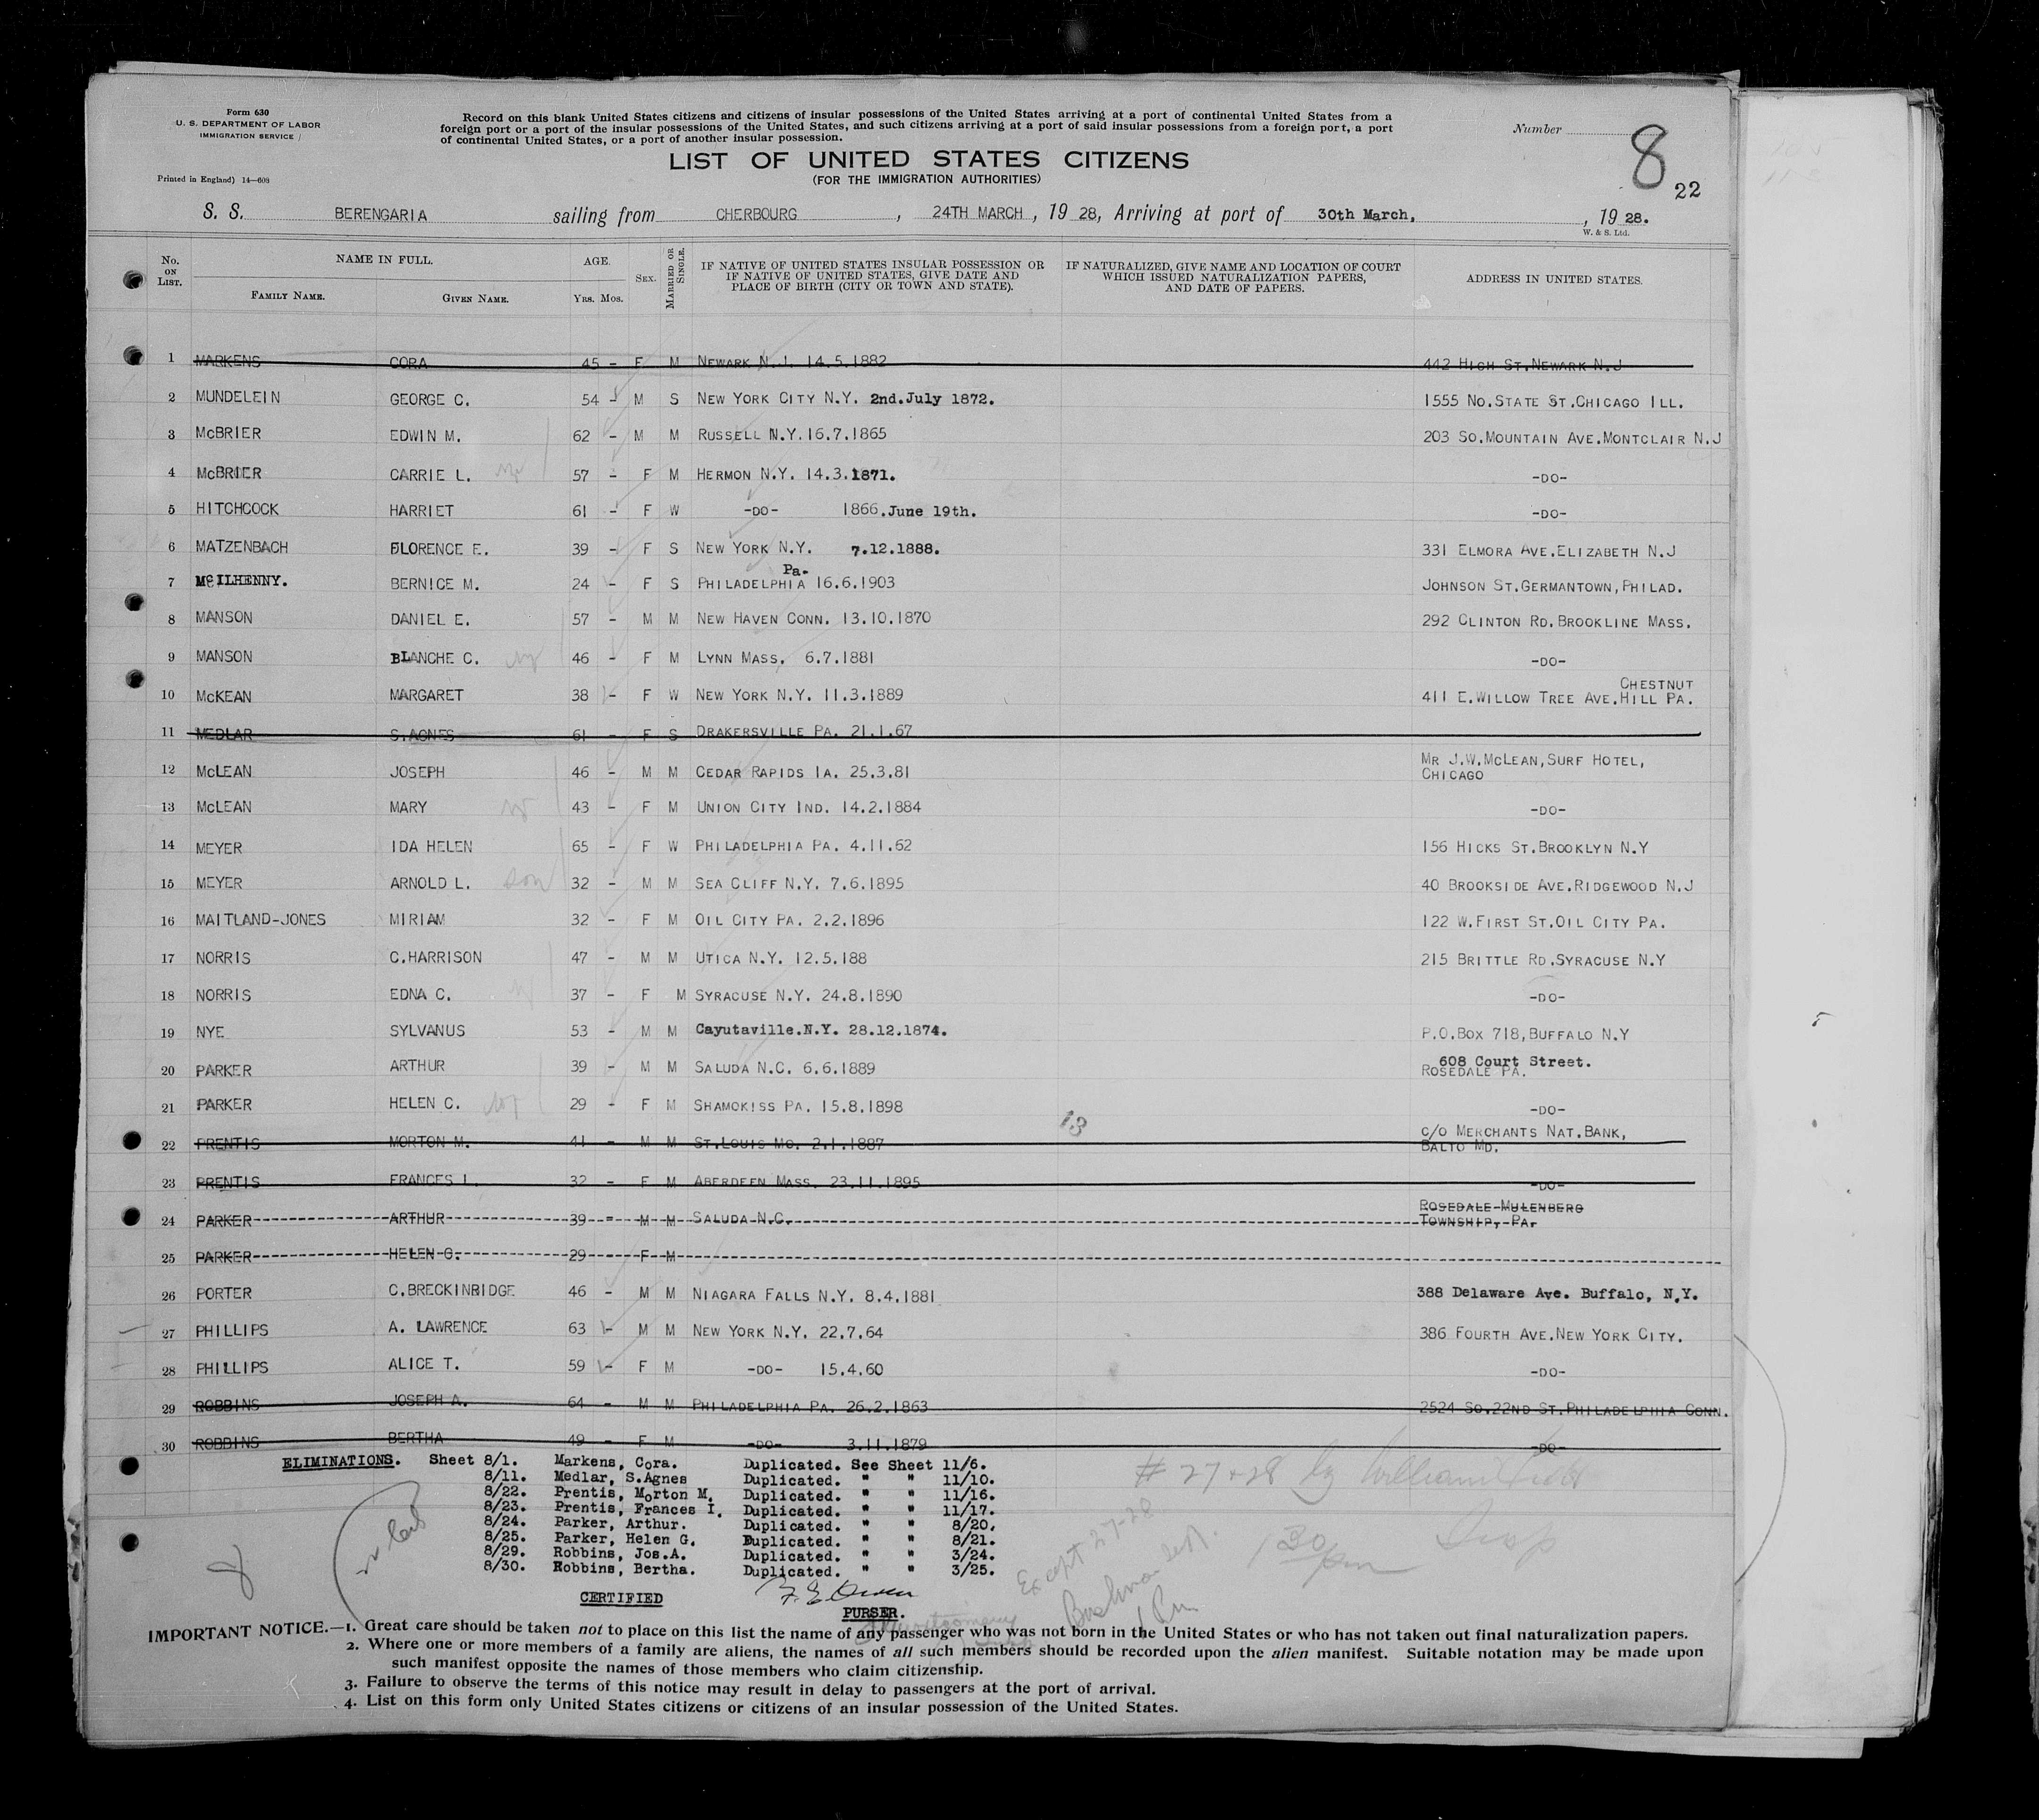 Form 630
U. S. DEPARTMENT OF LABOR
IMMIGRATION SERVICE
Printed in England) 14—608
Record on this blank United States citizens and citizens of insular possessions of the United States arriving at a port of continental United States from a
foreign port or a port of the insular possessions of the United States, and such citizens arriving at a port of said insular possessions from a foreign port, a port
of continental United States, or a port of another insular possession.
Number
8
22
LIST OF UNITED STATES CITIZENS
(FOR THE IMMIGRATION AUTHORITIES)
S. S. BERENGARIA sailing from CHERBOURG, 24TH MARCH, 19 28, Arriving at port of 30th March, , 19 28.
W. & S. Ltd.
No. ON LIST. NAME IN FULL. FAMILY NAME. GIVEN NAME. AGE. YRS. MOS. SEX. MARRIED OR SINGLE. IF NATIVE OF UNITED STATES INSULAR POSSESSION OR IF NATIVE OF UNITED STATES, GIVE DATE AND PLACE OF BIRTH (CITY OR TOWN AND STATE). IF NATURALIZED, GIVE NAME AND LOCATION OF COURT WHICH ISSUED NATURALIZATION PAPERS, AND DATE OF PAPERS. ADDRESS IN UNITED STATES.
1 MARKENS CORA 45 - F M NEWARK N.J. 14.5.1882 442 HIGH ST.NEWARK N.J
2 MUNDELEIN GEORGE C. 54 - M S NEW YORK CITY N.Y. 2nd.July 1872. 1555 NO.STATE ST.CHICAGO ILL.
3 McBRIER EDWIN M. 62 - M M RUSSELL N.Y.16.7.1865 203 SO.MOUNTAIN AVE.MONTCLAIR N.J
4 McBRIER CARRIE L. 57 - F M HERMON N.Y. 14.3.1871. -DO-
5 HITCHCOCK HARRIET 61 - F W -DO- 1866.June 19th. -DO-
6 MATZENBACH FLORENCE E. 39 - F S NEW YORK N.Y. 7.12.1888. 331 ELMORA AVE.ELIZABETH N.J
7 McILHENNY. BERNICE M. 24 - F S PHILADELPHIA Pa. 16.6.1903 JOHNSON ST.GERMANTOWN,PHILAD.
8 MANSON DANIEL E. 57 - M M NEW HAVEN CONN. 13.10.1870 292 CLINTON RD.BROOKLINE MASS.
9 MANSON BLANCHE C. 46 - F M LYNN MASS. 6.7.1881 -DO-
10 McKEAN MARGARET 38 - F W NEW YORK N.Y. 11.3.1889 411 E.WILLOW TREE AVE.CHESTNUT HILL PA.
11 MEDLAR S.AGNES 61 - F S DRAKERSVILLE PA. 21.1.67
12 McLEAN JOSEPH 46 - M M CEDAR RAPIDS IA. 25.3.81 MR J.W.McLEAN,SURF HOTEL,
CHICAGO
13 McLEAN MARY 43 - F M UNION CITY IND. 14.2.1884 -DO-
14 MEYER IDA HELEN 65 - F W PHILADELPHIA PA. 4.11.62 156 HICKS ST.BROOKLYN N.Y
15 MEYER ARNOLD L. son 32 - M M SEA CLIFF N.Y. 7.6.1895 40 BROOKSIDE AVE.RIDGEWOOD N.J
16 MAITLAND-JONES MIRIAM 32 - F M OIL CITY PA. 2.2.1896 122 W.FIRST ST.OIL CITY PA.
17 NORRIS C.HARRISON 47 - M M UTICA N.Y. 12.5.188 215 BRITTLE RD.SYRACUSE N.Y
18 NORRIS EDNA C. 37 - F M SYRACUSE N.Y. 24.8.1890 -DO-
19 NYE SYLVANUS 53 - M M Cayutaville.N.Y. 28.12.1874. P.O.BOX 718,BUFFALO N.Y
20 PARKER ARTHUR 39 - M M SALUDA N.C. 6.6.1889 608 Court Street.
ROSEDALE PA.
21 PARKER HELEN C. 29 - F M SHAMOKISS PA. 15.8.1898 -DO-
13
22 PRENTIS MORTON M. 41 - M M ST.LOUIS MO. 2.1.1887 C/O MERCHANTS NAT.BANK,
BALTO MD.
23 PRENTIS FRANCES I. 32 - F M ABERDEEN MASS. 23.11.1895 -DO-
24 PARKER ARTHUR 39 - M M SALUDA N.C. ROSEDALE MULENBERG
TOWNSHIP, PA.
25 PARKER HELEN G. 29 F M
26 PORTER C.BRECKINBIDGE 46 - M M NIAGARA FALLS N.Y. 8.4.1881 388 Delaware Ave. Buffalo, N.Y.
27 PHILLIPS A. LAWRENCE 63 - M M NEW YORK N.Y. 22.7.64 386 FOURTH AVE.NEW YORK CITY.
28 PHILLIPS ALICE T. 59 - F M -DO- 15.4.60 -DO-
29 ROBBINS JOSEPH A. 64 - M M PHILADELPHIA PA. 26.2.1863 2524 SO.22ND ST.PHILADELPHIA CONN.
30 ROBBINS BERTHA 49 - F M -DO- 3.11.1879 -DO-
ELIMINATIONS. Sheet 8/1. Markens, Cora. Duplicated. See Sheet 11/6.
8/11. Medlar, S.Agnes Duplicated. " " 11/10.
8/22. Prentis, Morton M. Duplicated. " " 11/16.
8/23. Prentis, Frances I. Duplicated. " " 11/17.
8/24. Parker, Arthur. Duplicated. " " 8/20.
8/25. Parker, Helen G. Duplicated. " " 8/21.
8/29. Robbins, Jos.A. Duplicated. " " 3/24.
8/30. Robbins, Bertha. Duplicated. " " 3/25.
# 27+28 by
Except 27-28
1 30 pm
8
CERTIFIED
PURSER.
IMPORTANT NOTICE.—1. Great care should be taken not to place on this list the name of any passenger who was not born in the United States or who has not taken out final naturalization papers.
2. Where one or more members of a family are aliens, the names of all such members should be recorded upon the alien manifest. Suitable notation may be made upon
such manifest opposite the names of those members who claim citizenship.
3. Failure to observe the terms of this notice may result in delay to passengers at the port of arrival.
4. List on this form only United States citizens or citizens of an insular possession of the United States.